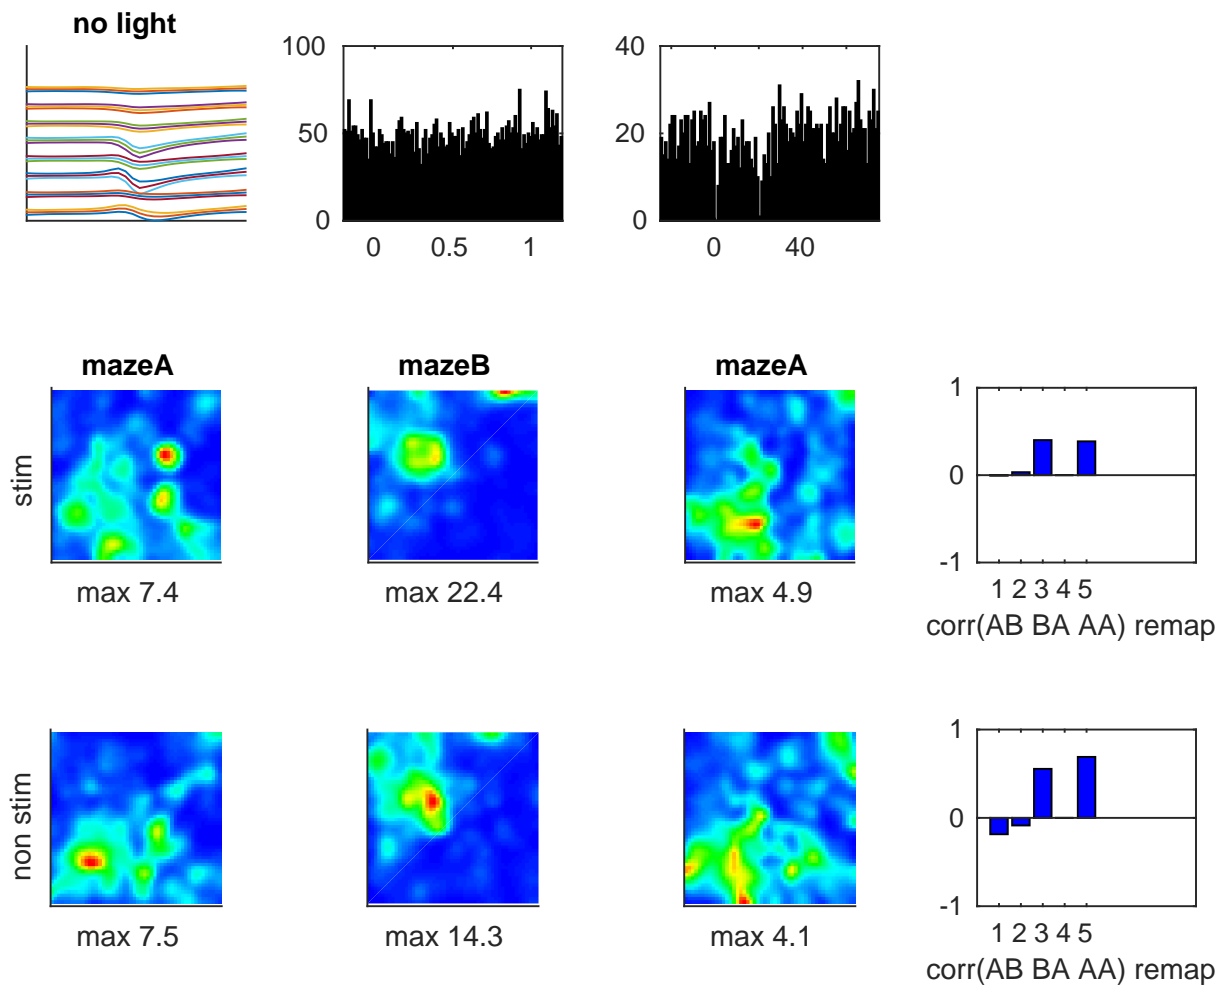 no light
100
50
0
0 0.5 1
40
20
0
0 40
mazeA
mazeB
mazeA
stim
max 7.4
max 22.4
max 4.9
1
0
-1
1 2 3 4 5
corr(AB BA AA) remap
non stim
max 7.5
max 14.3
max 4.1
1
0
-1
1 2 3 4 5
corr(AB BA AA) remap